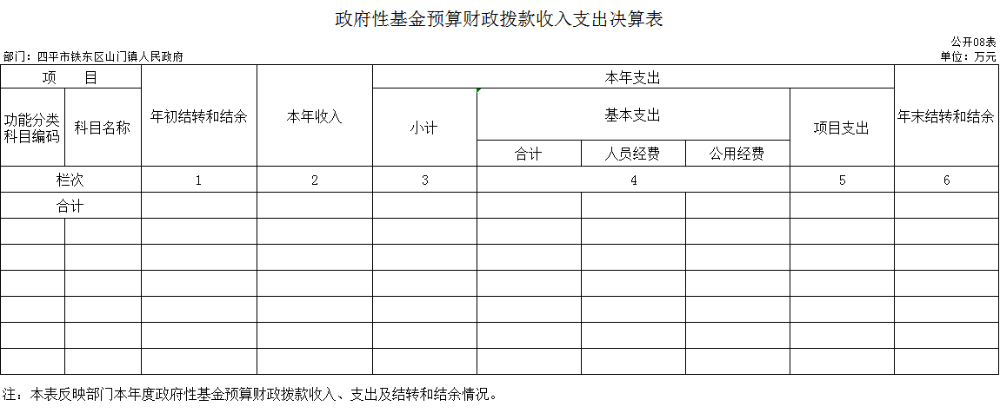 政府性基金预算财政拨款收入支出决算表
公开08表
部门：四平市铁东区山门镇人民政府 单位：万元
项 目 年初结转和结余 本年收入 本年支出 年末结转和结余
功能分类科目编码 科目名称 小计 基本支出 项目支出
合计 人员经费 公用经费
栏次 1 2 3 4 5 6
合计
注：本表反映部门本年度政府性基金预算财政拨款收入、支出及结转和结余情况。